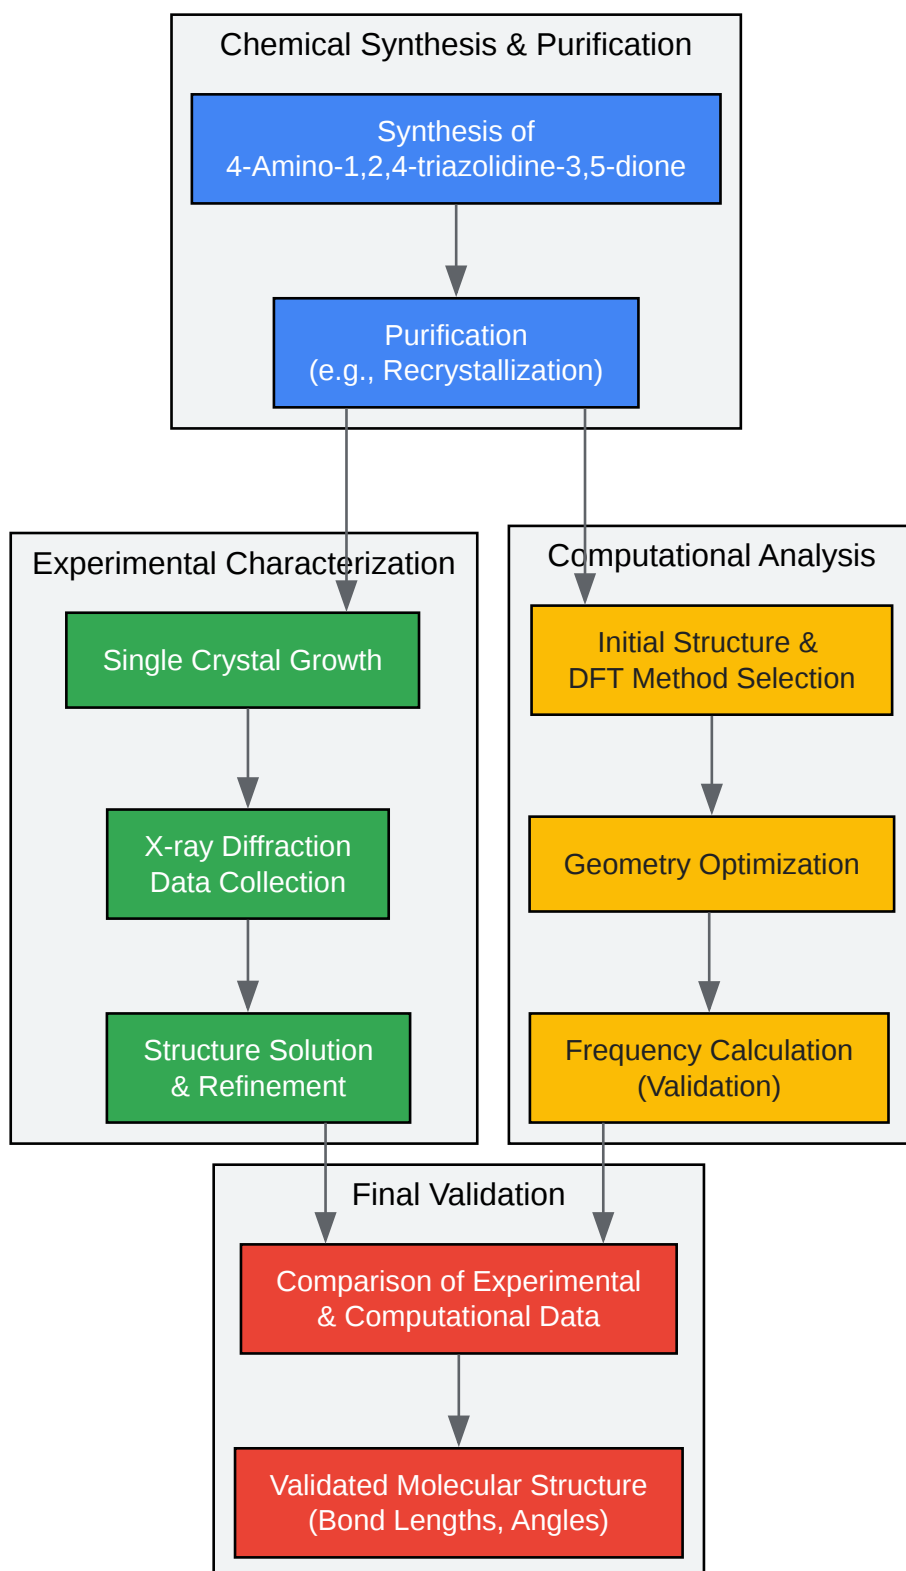 Chemical Synthesis & Purification
Synthesis of
4-Amino-1,2,4-triazolidine-3,5-dione
Purification
(e.g., Recrystallization)
Experimental Characterization
Single Crystal Growth
X-ray Diffraction
Data Collection
Structure Solution
& Refinement
Computational Analysis
Initial Structure &
DFT Method Selection
Geometry Optimization
Frequency Calculation
(Validation)
Final Validation
Comparison of Experimental
& Computational Data
Validated Molecular Structure
(Bond Lengths, Angles)